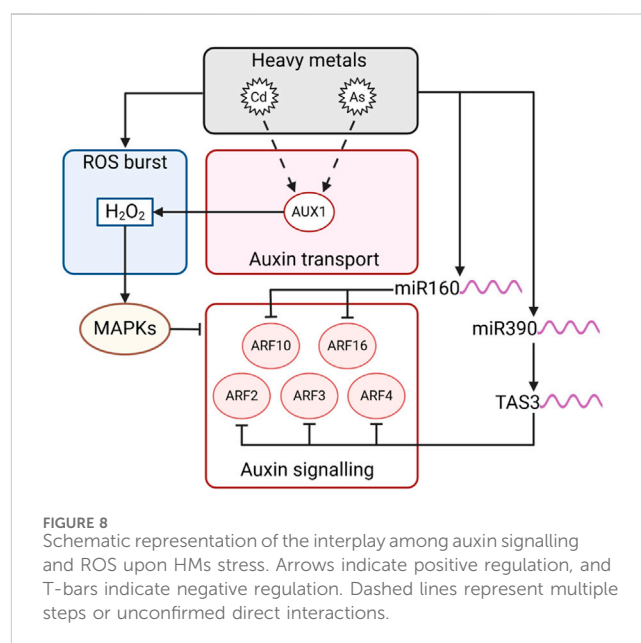 Heavy metals
Cd
As
ROS burst
H₂O₂
AUX1
Auxin transport
miR160
MAPKs
ARF10
ARF16
miR390
ARF2
ARF3
ARF4
TAS3
Auxin signalling
FIGURE 8
Schematic representation of the interplay among auxin signalling
and ROS upon HMs stress. Arrows indicate positive regulation, and
T-bars indicate negative regulation. Dashed lines represent multiple
steps or unconfirmed direct interactions.